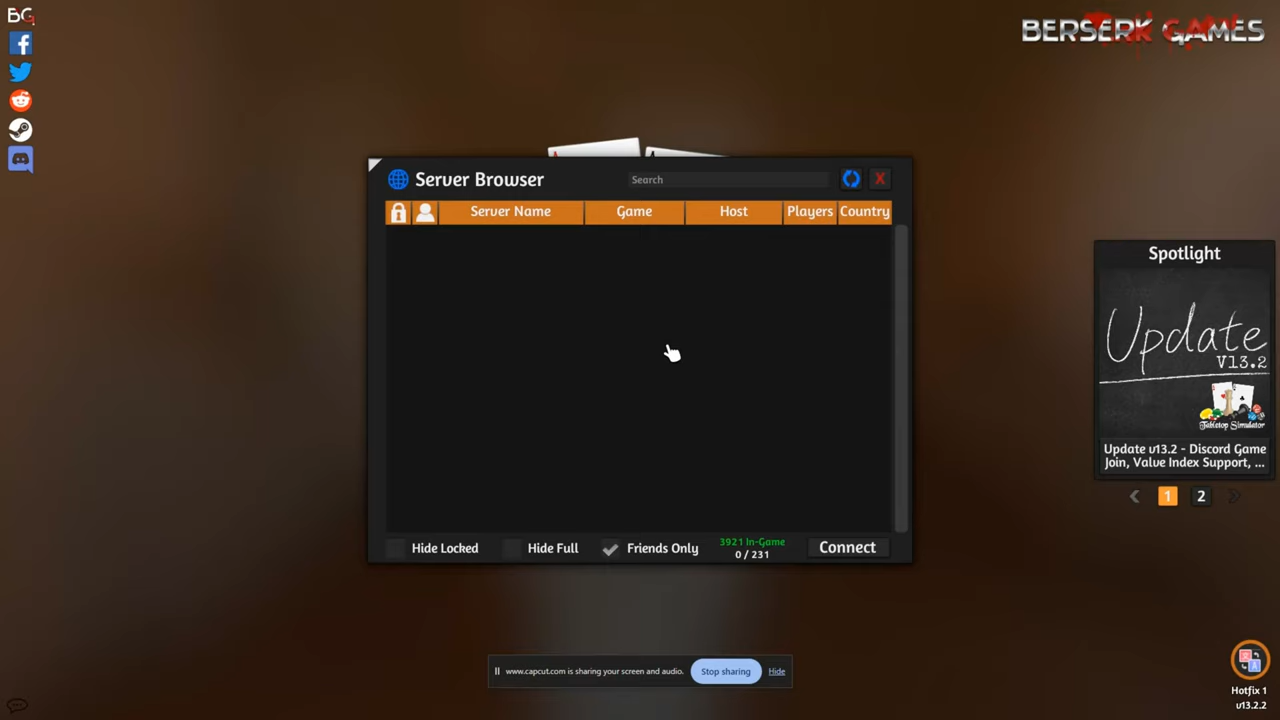 BG
BERSERK GAMES
Server Browser
Search
X
Server Name
Game
Host
Players
Country
Spotlight
Update
V13.2
Tabletop Simulator
Update v13.2 - Discord Game
Join, Valve Index Support, ...
1
2
Hide Locked
Hide Full
Friends Only
3921 In-Game
0 / 231
Connect
www.capcut.com is sharing your screen and audio.
Stop sharing
Hide
Hotfix 1
v13.2.2